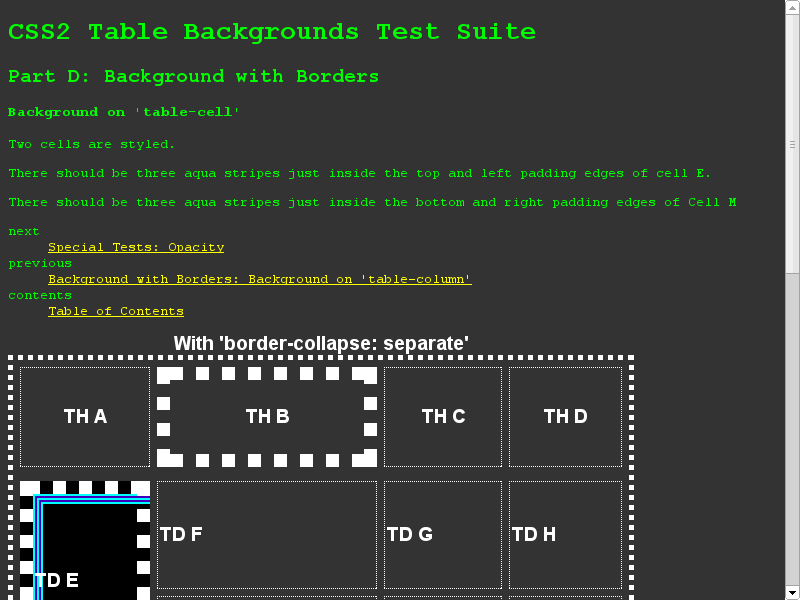 CSS2 Table Backgrounds Test Suite
Part D: Background with Borders
Background on 'table-cell'
Two cells are styled.
There should be three aqua stripes just inside the top and left padding edges of cell E.
There should be three aqua stripes just inside the bottom and right padding edges of Cell M
next
Special Tests: Opacity
previous
Background with Borders: Background on 'table-column'
contents
Table of Contents
With 'border-collapse: separate'
TH A TH B TH C TH D
TD F TD G TD H
TD E